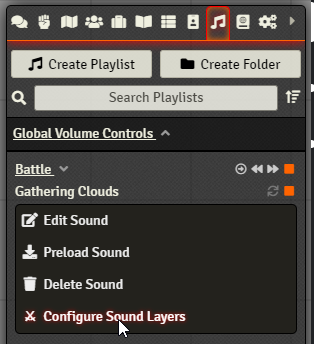 Create Playlist
Create Folder
Search Playlists
Global Volume Controls
Battle
Gathering Clouds
Edit Sound
Preload Sound
Delete Sound
Configure Sound Layers